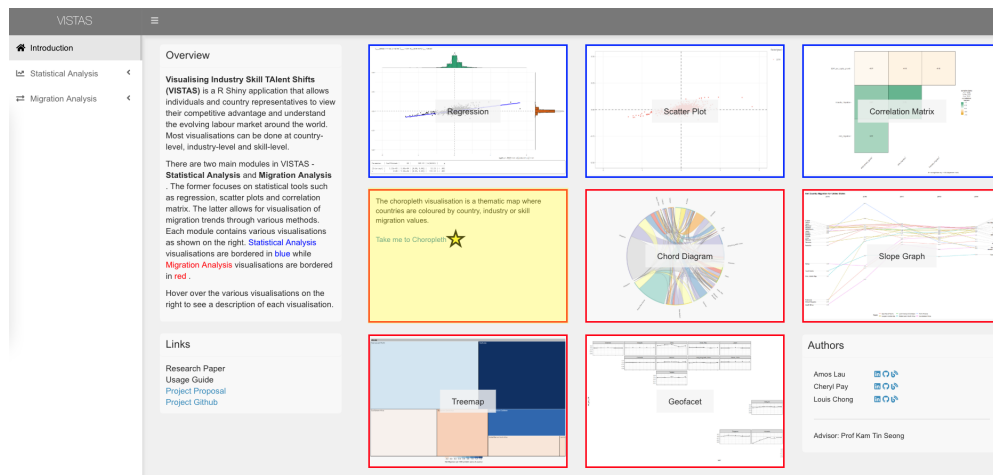 VISTAS
Introduction
Statistical Analysis
Migration Analysis
Overview
Visualising Industry Skill TAlent Shifts
(VISTAS) is a R Shiny application that allows
individuals and country representatives to view
their competitive advantage and understand
the evolving labour market around the world.
Most visualisations can be done at country-
level, industry-level and skill-level.
There are two main modules in VISTAS -
Statistical Analysis and Migration Analysis
. The former focuses on statistical tools such
as regression, scatter plots and correlation
matrix. The latter allows for visualisation of
migration trends through various methods.
Each module contains various visualisations
as shown on the right. Statistical Analysis
visualisations are bordered in blue while
Migration Analysis visualisations are bordered
in red .
Hover over the various visualisations on the
right to see a description of each visualisation.
Links
Research Paper
Usage Guide
Project Proposal
Project Github
Regression
Scatter Plot
Correlation Matrix
The choropleth visualisation is a thematic map where
countries are coloured by country, industry or skill
migration values.
Take me to Choropleth
Chord Diagram
Slope Graph
Treemap
Geofacet
Authors
Amos Lau
Cheryl Pay
Louis Chong
Advisor: Prof Kam Tin Seong